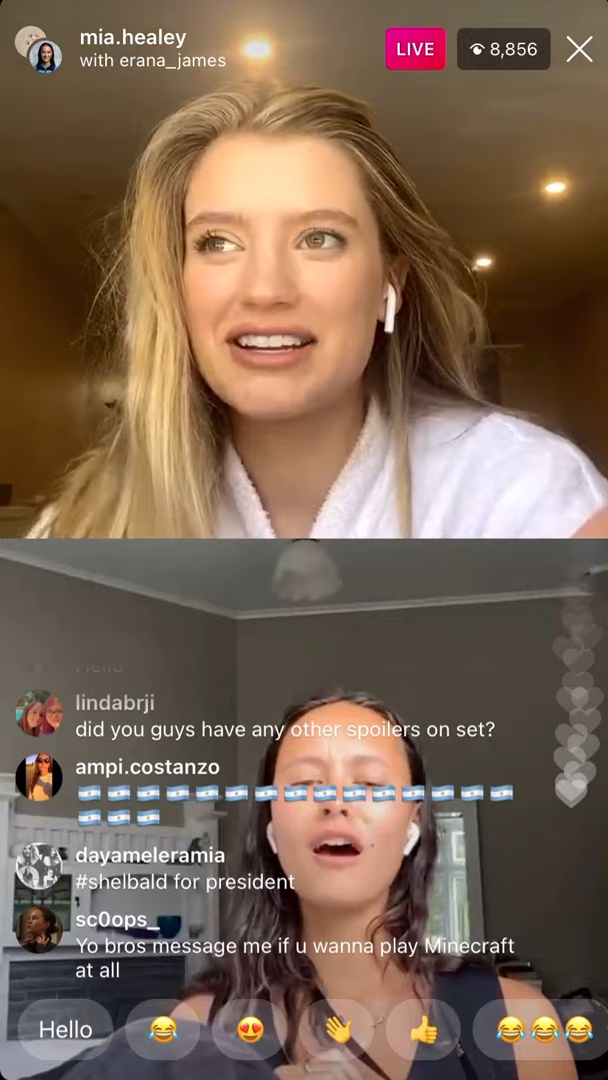 mia.healey
with erana_james
LIVE
8,856
Hello
lindabrji
did you guys have any other spoilers on set?
ampi.costanzo
🇦🇷🇦🇷🇦🇷🇦🇷🇦🇷🇦🇷🇦🇷🇦🇷🇦🇷🇦🇷🇦🇷🇦🇷🇦🇷🇦🇷🇦🇷
🇦🇷🇦🇷🇦🇷
dayameleramia
#shelbald for president
sc0ops_
Yo bros message me if u wanna play Minecraft
at all
Hello 😂 😍 👋 👍 😂😂😂